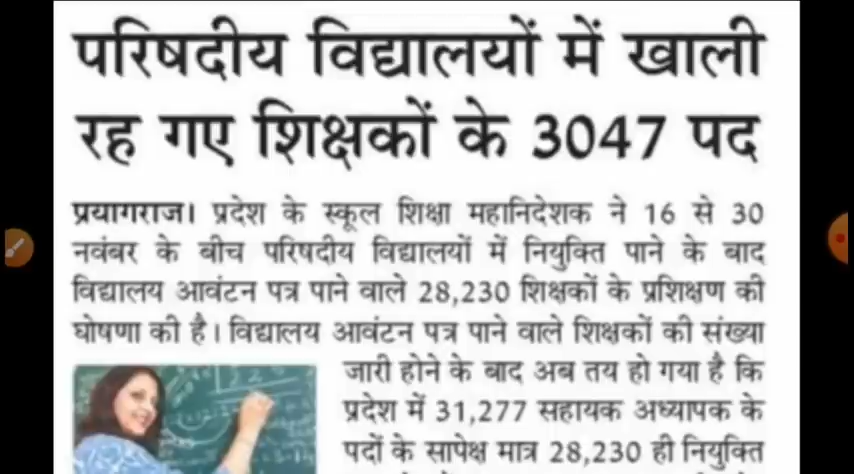 परिषदीय विद्यालयों में खाली
रह गए शिक्षकों के 3047 पद
प्रयागराज। प्रदेश के स्कूल शिक्षा महानिदेशक ने 16 से 30
नवंबर के बीच परिषदीय विद्यालयों में नियुक्ति पाने के बाद
विद्यालय आवंटन पत्र पाने वाले 28,230 शिक्षकों के प्रशिक्षण की
घोषणा की है। विद्यालय आवंटन पत्र पाने वाले शिक्षकों की संख्या
जारी होने के बाद अब तय हो गया है कि
प्रदेश में 31,277 सहायक अध्यापक के
पदों के सापेक्ष मात्र 28,230 ही नियुक्ति